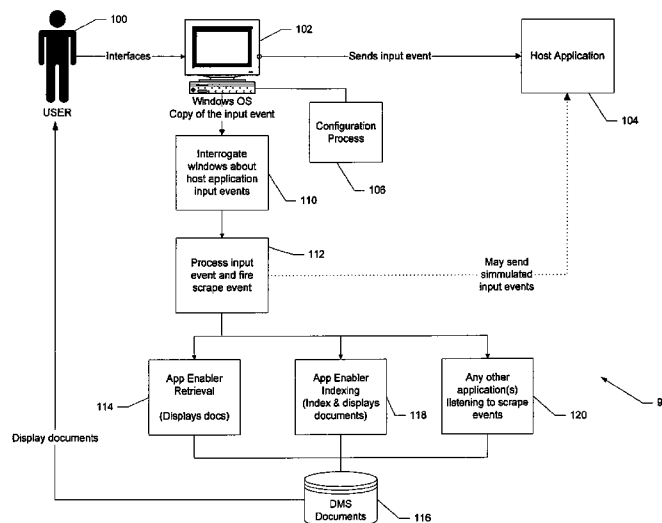 100
USER
Interfaces
102
Windows OS
Copy of the input event
Sends input event
Host Application
104
Configuration
Process
106
Interrogate
windows about
host application
input events
110
112
Process input
event and fire
scrape event
May send
simmulated
input events
App Enabler
Retrieval
(Displays docs)
114
App Enabler
Indexing
(Index & displays
documents)
118
Any other
application(s)
listening to scrape
events
120
9
Display documents
DMS
Documents
116